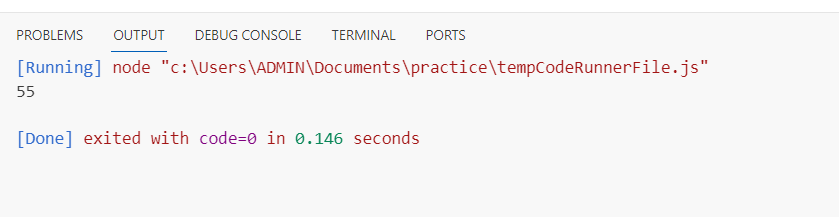 PROBLEMS OUTPUT DEBUG CONSOLE TERMINAL PORTS
[Running] node "c:\Users\ADMIN\Documents\practice\tempCodeRunnerFile.js"
55
[Done] exited with code=0 in 0.146 seconds